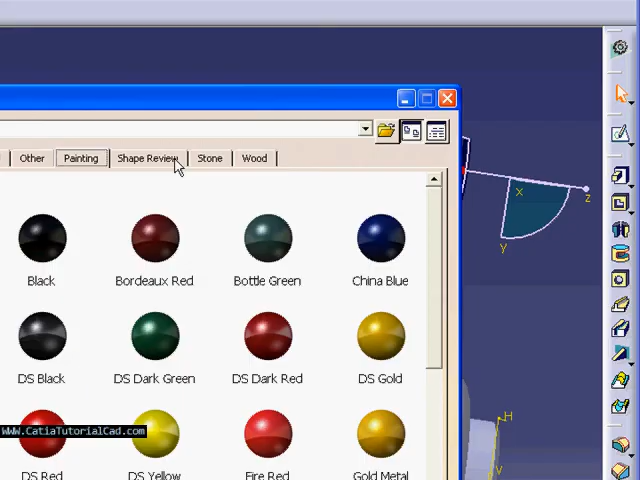 Other Painting Shape Review Stone Wood
x
z
Y
Black Bordeaux Red Bottle Green China Blue
DS Black DS Dark Green DS Dark Red DS Gold
H
Www.CatiaTutorialCad.com
V
DS Red DS Yellow Fire Red Gold Metal